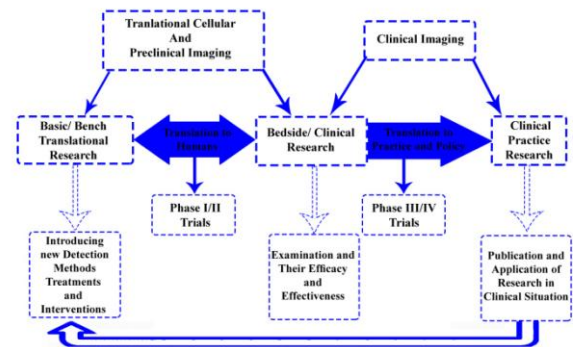 Tranlational Cellular
And
Preclinical Imaging
Clinical Imaging
Basic/ Bench
Translational
Research
Translation to
Humans
Bedside/ Clinical
Research
Translation to
Practice and Policy
Clinical
Practice
Research
Phase I/II
Trials
Phase III/IV
Trials
Introducing
new Detection
Methods
Treatments
and
Interventions
Examination and
Their Efficacy
and
Effectiveness
Publication and
Application of
Research in
Clinical Situation